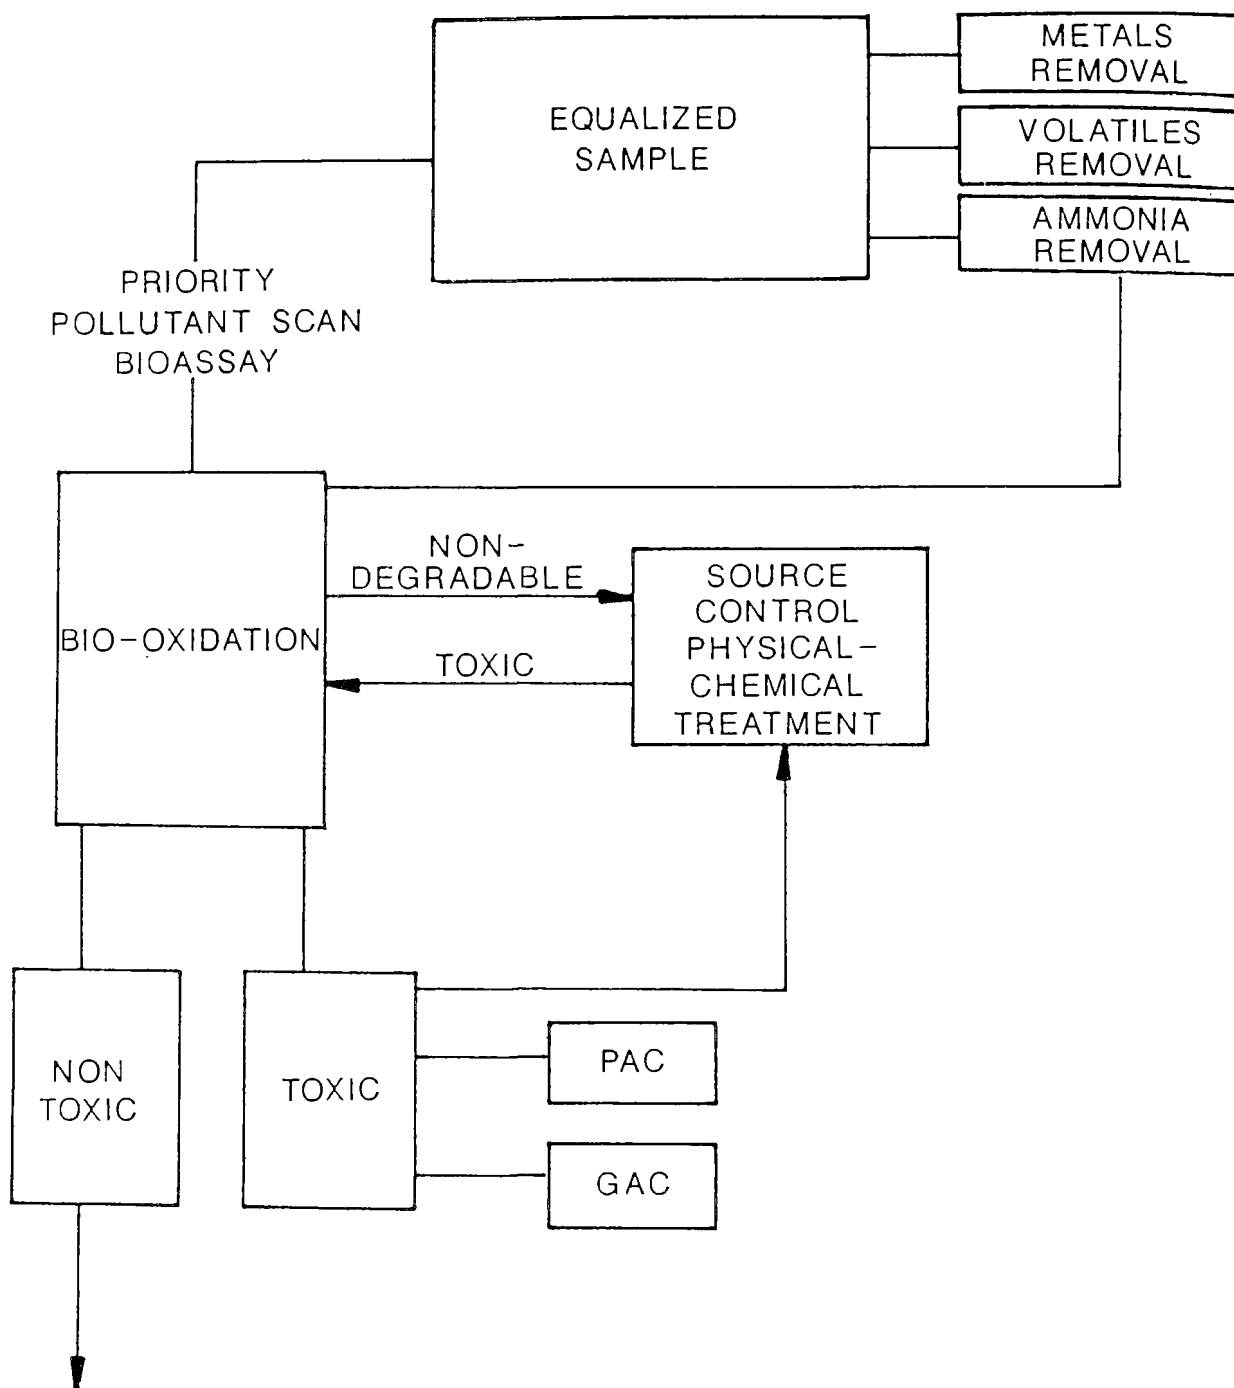 METALS
REMOVAL
EQUALIZED
SAMPLE
VOLATILES
REMOVAL
AMMONIA
REMOVAL
PRIORITY
POLLUTANT SCAN
BIOASSAY
NON-
DEGRADABLE
BIO-OXIDATION
TOXIC
SOURCE
CONTROL
PHYSICAL-
CHEMICAL
TREATMENT
NON
TOXIC
TOXIC
PAC
GAC